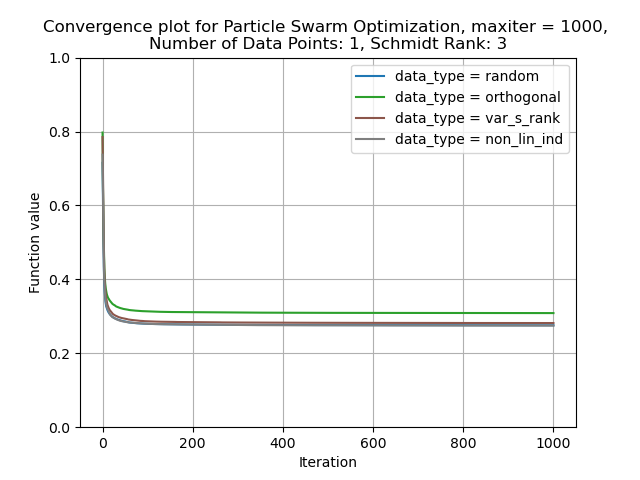 Convergence plot for Particle Swarm Optimization, maxiter = 1000,
Number of Data Points: 1, Schmidt Rank: 3
data_type = random
data_type = orthogonal
data_type = var_s_rank
data_type = non_lin_ind
Function value
1.0
0.8
0.6
0.4
0.2
0.0
0 200 400 600 800 1000
Iteration